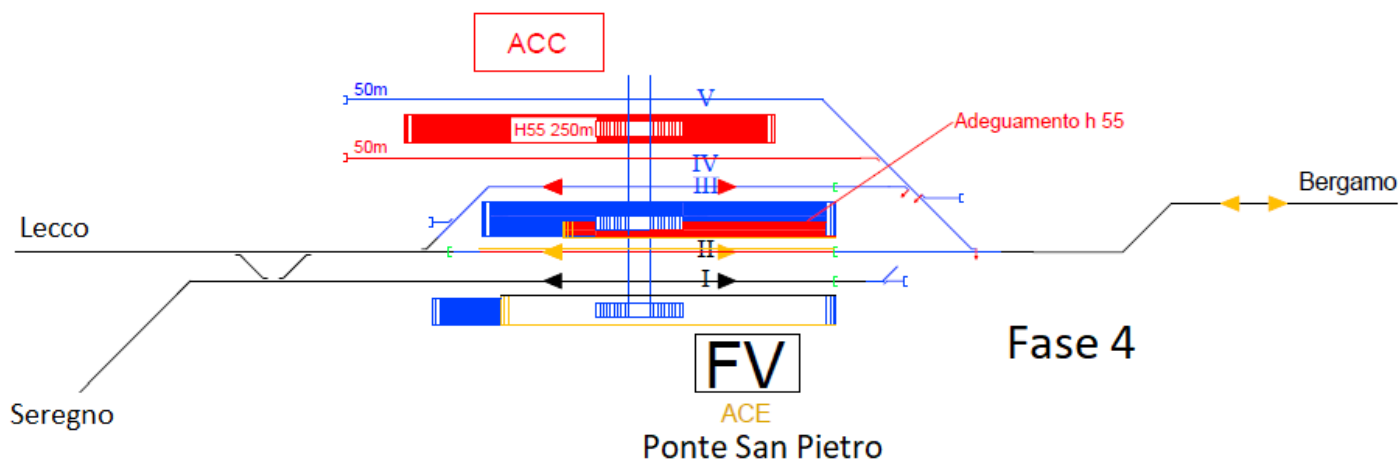 ACC
50m
V
H55 250m
Adeguamento h 55
50m
IV
III
Bergamo
Lecco
II
I
Fase 4
FV
Seregno
ACE
Ponte San Pietro